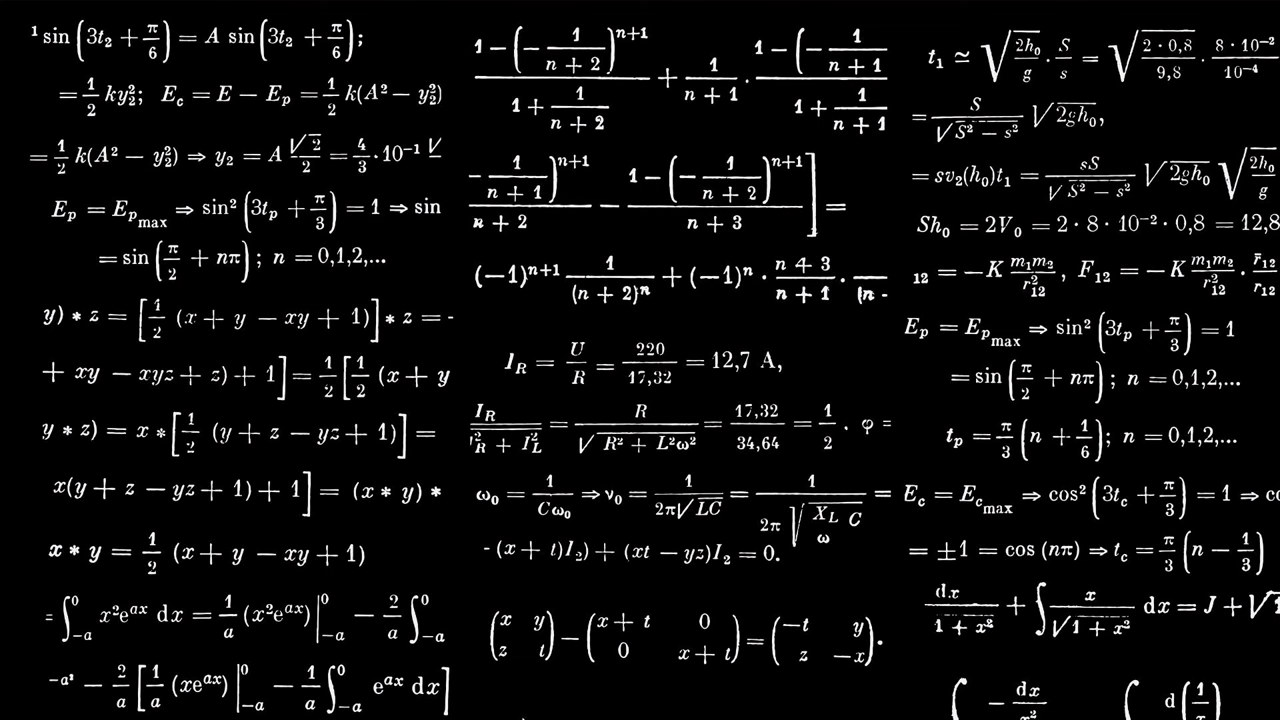 ¹ sin(3t₂ + π/6) = A sin(3t₂ + π/6);
= 1/2 ky₂²; E_c = E − E_p = 1/2 k(A² − y₂²)
= 1/2 k(A² − y₂²) ⇒ y₂ = A √2/2 = 4/3 · 10⁻¹ √
E_p = E_pmax ⇒ sin²(3t_p + π/3) = 1 ⇒ sin
= sin(π/2 + nπ); n = 0,1,2,...
y) * z = [1/2 (x + y − xy + 1)] * z = -
+ xy − xyz + z) + 1] = 1/2 [1/2 (x + y
y * z) = x * [1/2 (y + z − yz + 1)] =
x(y + z − yz + 1) + 1] = (x * y) *
x * y = 1/2 (x + y − xy + 1)
= ∫₋ₐ⁰ x²e^{ax} dx = 1/a (x²e^{ax})|₋ₐ⁰ − 2/a ∫₋ₐ⁰
−a² − 2/a [1/a (xe^{ax})|₋ₐ⁰ − 1/a ∫₋ₐ⁰ e^{ax} dx]
(1 − (−1/(n + 2))^{n+1})/(1 + 1/(n + 2)) + 1/(n + 1) · (1 − (−1/(n + 1)/(1 + 1/(n + 1
−1/(n + 1))^{n+1}/n + 2 − (1 − (−1/(n + 2))^{n+1})/(n + 3)] =
(−1)^{n+1} 1/(n + 2)ⁿ + (−1)ⁿ · (n + 3)/(n + 1) · /(n -
I_R = U/R = 220/17,32 = 12,7 A,
I_R/√(I_R² + I_L²) = R/√(R² + L²ω²) = 17,32/34,64 = 1/2 . φ =
ω₀ = 1/(Cω₀) ⇒ ν₀ = 1/(2π√(LC)) = 1/(2π√(X_L C/ω)) =
-(x + t)I₂) + (xt − yz)I₂ = 0.
(x y; z t) − (x + t 0; 0 x + t) = (−t y; z −x).
t₁ ≃ √(2h₀/g) · S/s = √(2 · 0,8/9,8) · 8 · 10⁻²/10⁻⁴
= S/√(S² − s²) √(2gh₀),
= sv₂(h₀)t₁ = sS/√(S² − s²) √(2gh₀) √(2h₀/g
Sh₀ = 2V₀ = 2 · 8 · 10⁻² · 0,8 = 12,8
₁₂ = −K m₁m₂/r₁₂², F₁₂ = −K m₁m₂/r₁₂² · r̄₁₂/r₁₂
E_p = E_pmax ⇒ sin²(3t_p + π/3) = 1
= sin(π/2 + nπ); n = 0,1,2,...
t_p = π/3 (n + 1/6); n = 0,1,2,...
E_c = E_cmax ⇒ cos²(3t_c + π/3) = 1 ⇒ co
= ±1 = cos (nπ) ⇒ t_c = π/3 (n − 1/3)
dx/√(1 + x²) + ∫ x/√(1 + x²) dx = J + √1
∫ − dx/x² ∫ d(1/x)